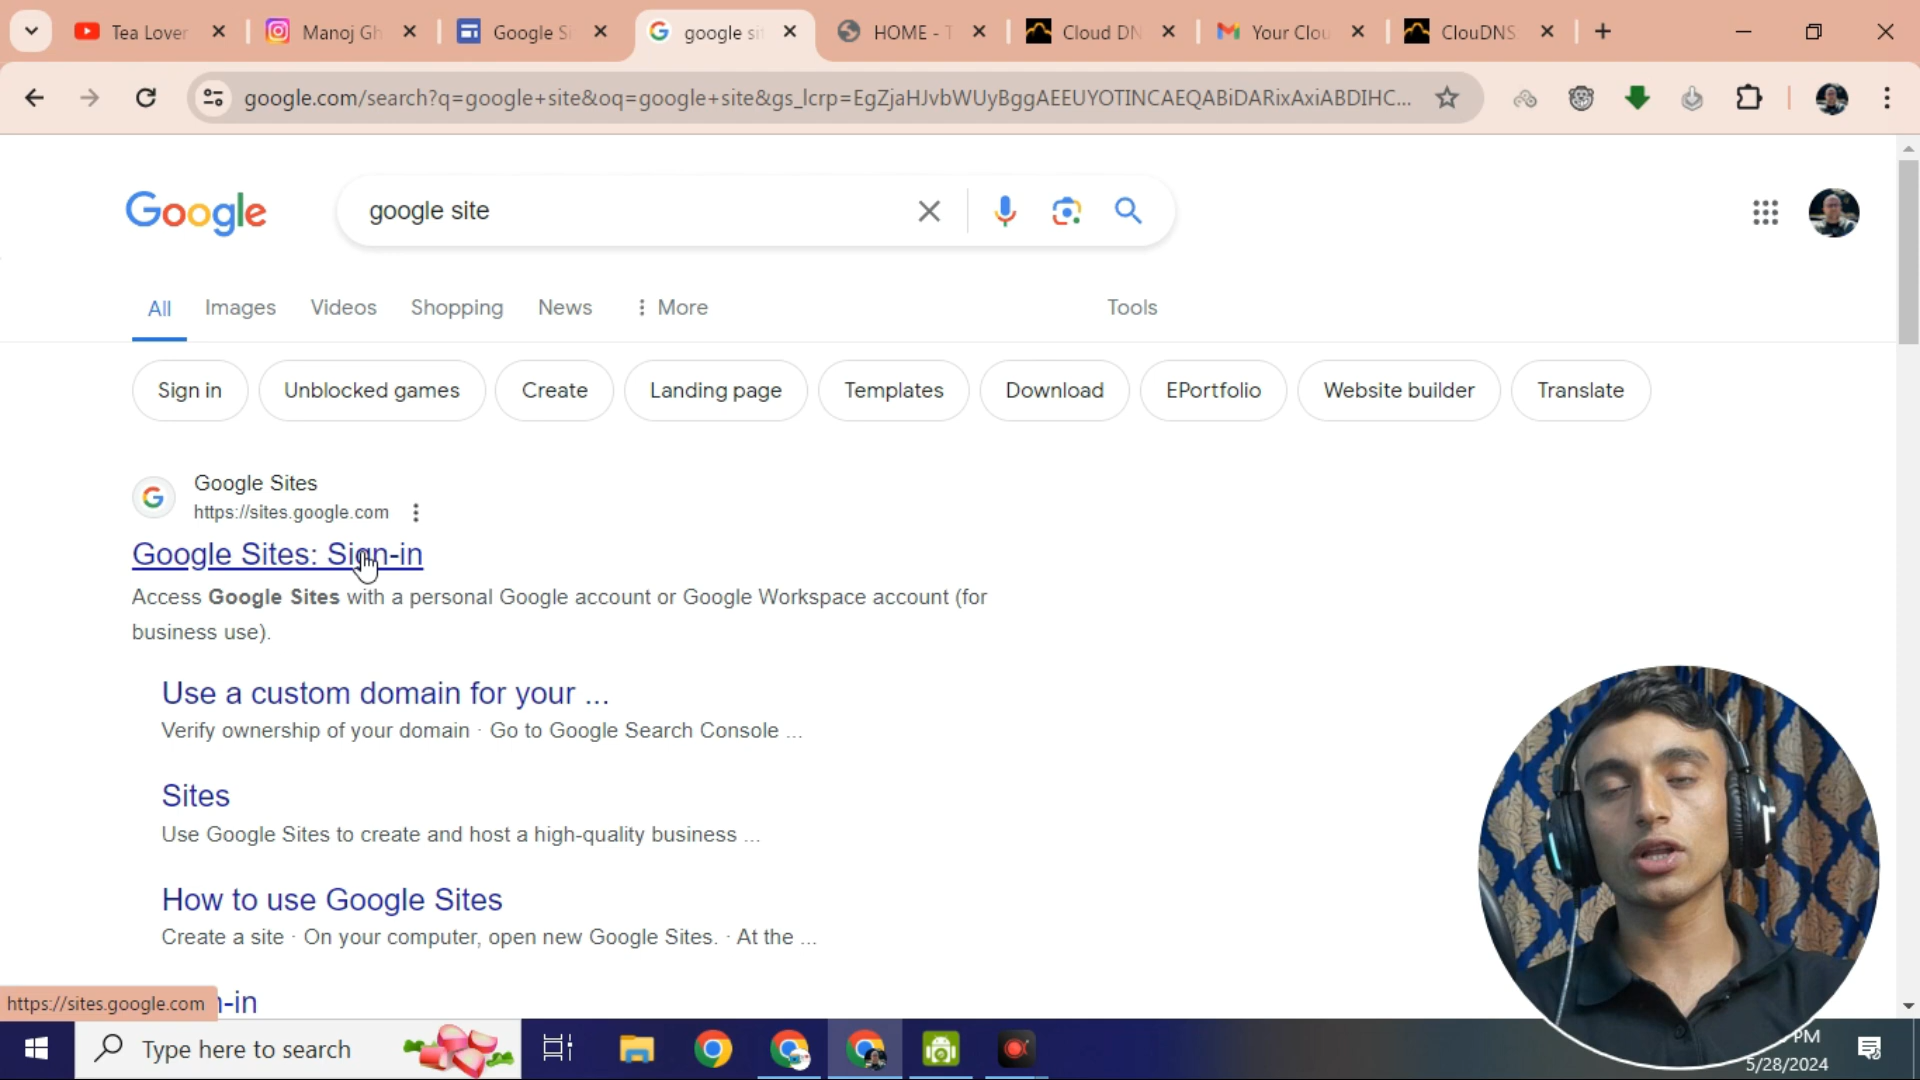 Tea Lover
Manoj Gh
Google S
google si
HOME - T
Cloud DN
Your Clou
ClouDNS
google.com/search?q=google+site&oq=google+site&gs_lcrp=EgZjaHJvbWUyBggAEEUYOTINCAEQABiDARixAxiABDIHC...
Google
google site
All
Images
Videos
Shopping
News
More
Tools
Sign in
Unblocked games
Create
Landing page
Templates
Download
EPortfolio
Website builder
Translate
Google Sites
https://sites.google.com
Google Sites: Sign-in
Access Google Sites with a personal Google account or Google Workspace account (for
business use).
Use a custom domain for your ...
Verify ownership of your domain · Go to Google Search Console ...
Sites
Use Google Sites to create and host a high-quality business ...
How to use Google Sites
Create a site · On your computer, open new Google Sites. · At the ...
https://sites.google.com
n-in
Type here to search
PM
5/28/2024